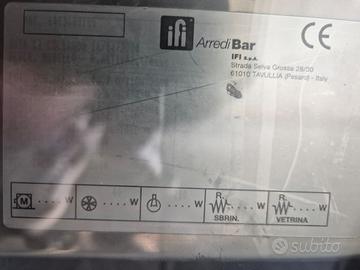 ifi ArrediBar
IFI s.p.A.
Strada Selva Grossa 28/30
61010 TAVULLIA (Pesaro) - Italy
CE
M .... W
.... W
.... W
R .... W
SBRIN.
R .... W
VETRINA
subito